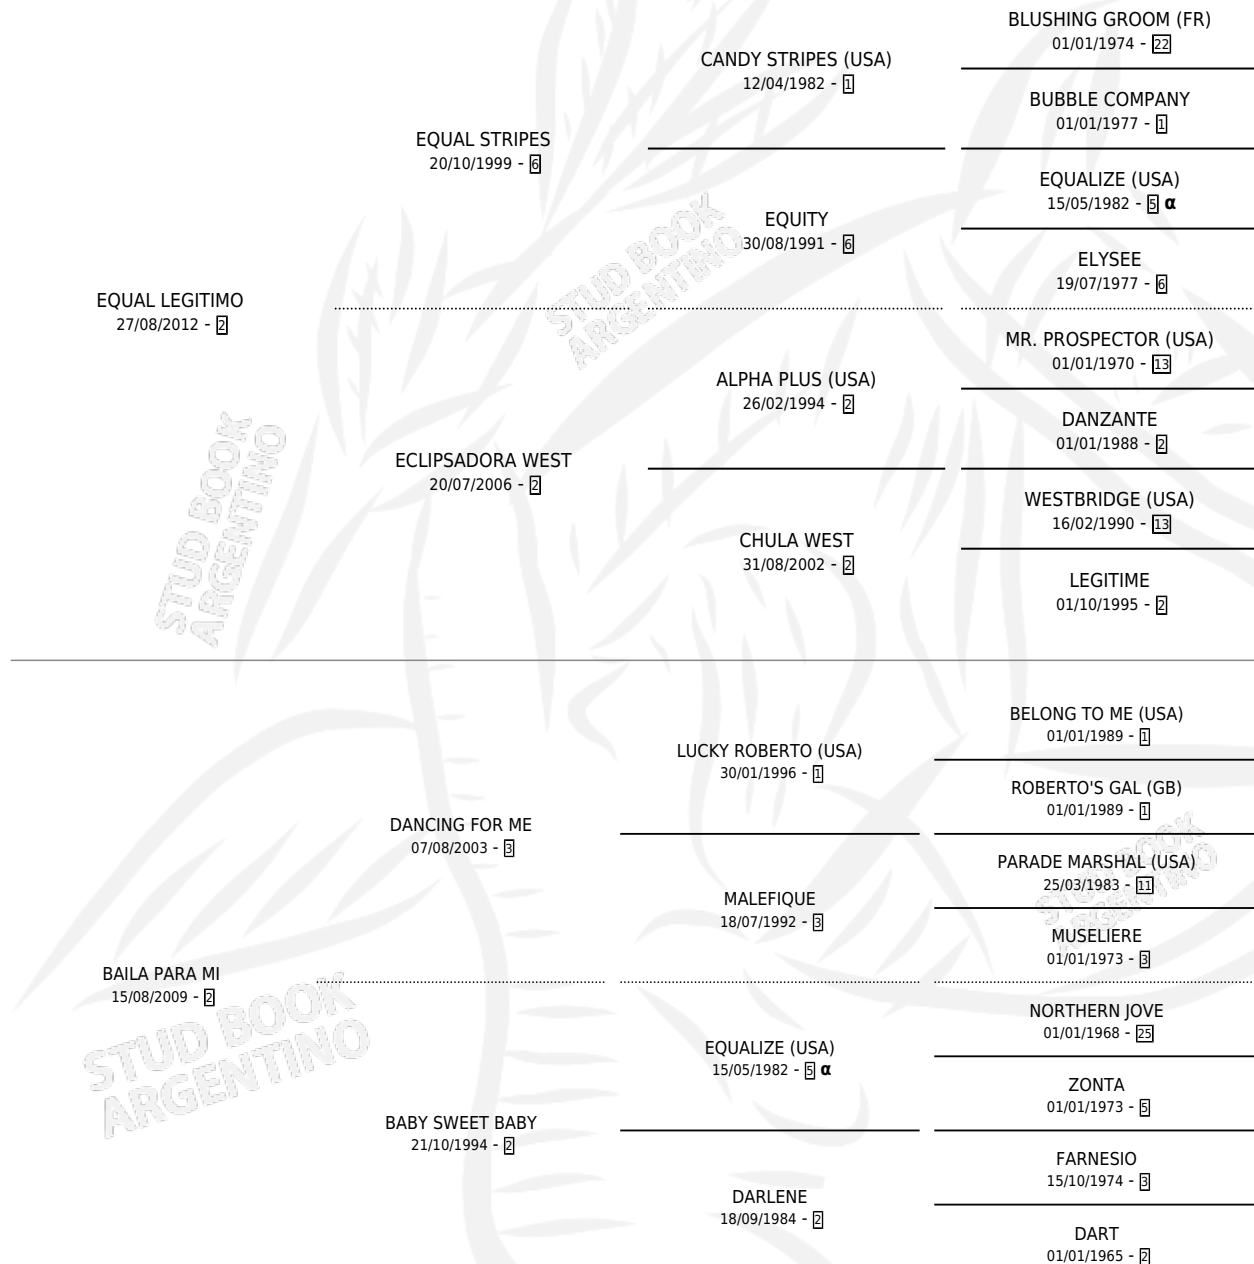 BLUSHING GROOM (FR)
01/01/1974 - 22
CANDY STRIPES (USA)
12/04/1982 - 1
BUBBLE COMPANY
01/01/1977 - 1
EQUAL STRIPES
20/10/1999 - 6
EQUALIZE (USA)
15/05/1982 - 5 α
EQUITY
30/08/1991 - 6
ELYSEE
19/07/1977 - 6
STUD BOOK
ARGENTINO
EQUAL LEGITIMO
27/08/2012 - 2
MR. PROSPECTOR (USA)
01/01/1970 - 13
ALPHA PLUS (USA)
26/02/1994 - 2
DANZANTE
01/01/1988 - 2
ECLIPSADORA WEST
20/07/2006 - 2
WESTBRIDGE (USA)
16/02/1990 - 13
CHULA WEST
31/08/2002 - 2
LEGITIME
01/10/1995 - 2
STUD BOOK
ARGENTINO
BELONG TO ME (USA)
01/01/1989 - 1
LUCKY ROBERTO (USA)
30/01/1996 - 1
ROBERTO'S GAL (GB)
01/01/1989 - 1
DANCING FOR ME
07/08/2003 - 3
PARADE MARSHAL (USA)
25/03/1983 - 11
MALEFIQUE
18/07/1992 - 3
MUSELIERE
01/01/1973 - 3
STUD BOOK
ARGENTINO
BAILA PARA MI
15/08/2009 - 2
NORTHERN JOVE
01/01/1968 - 25
EQUALIZE (USA)
15/05/1982 - 5 α
ZONTA
01/01/1973 - 5
STUD BOOK
ARGENTINO
BABY SWEET BABY
21/10/1994 - 2
FARNESIO
15/10/1974 - 3
DARLENE
18/09/1984 - 2
DART
01/01/1965 - 2